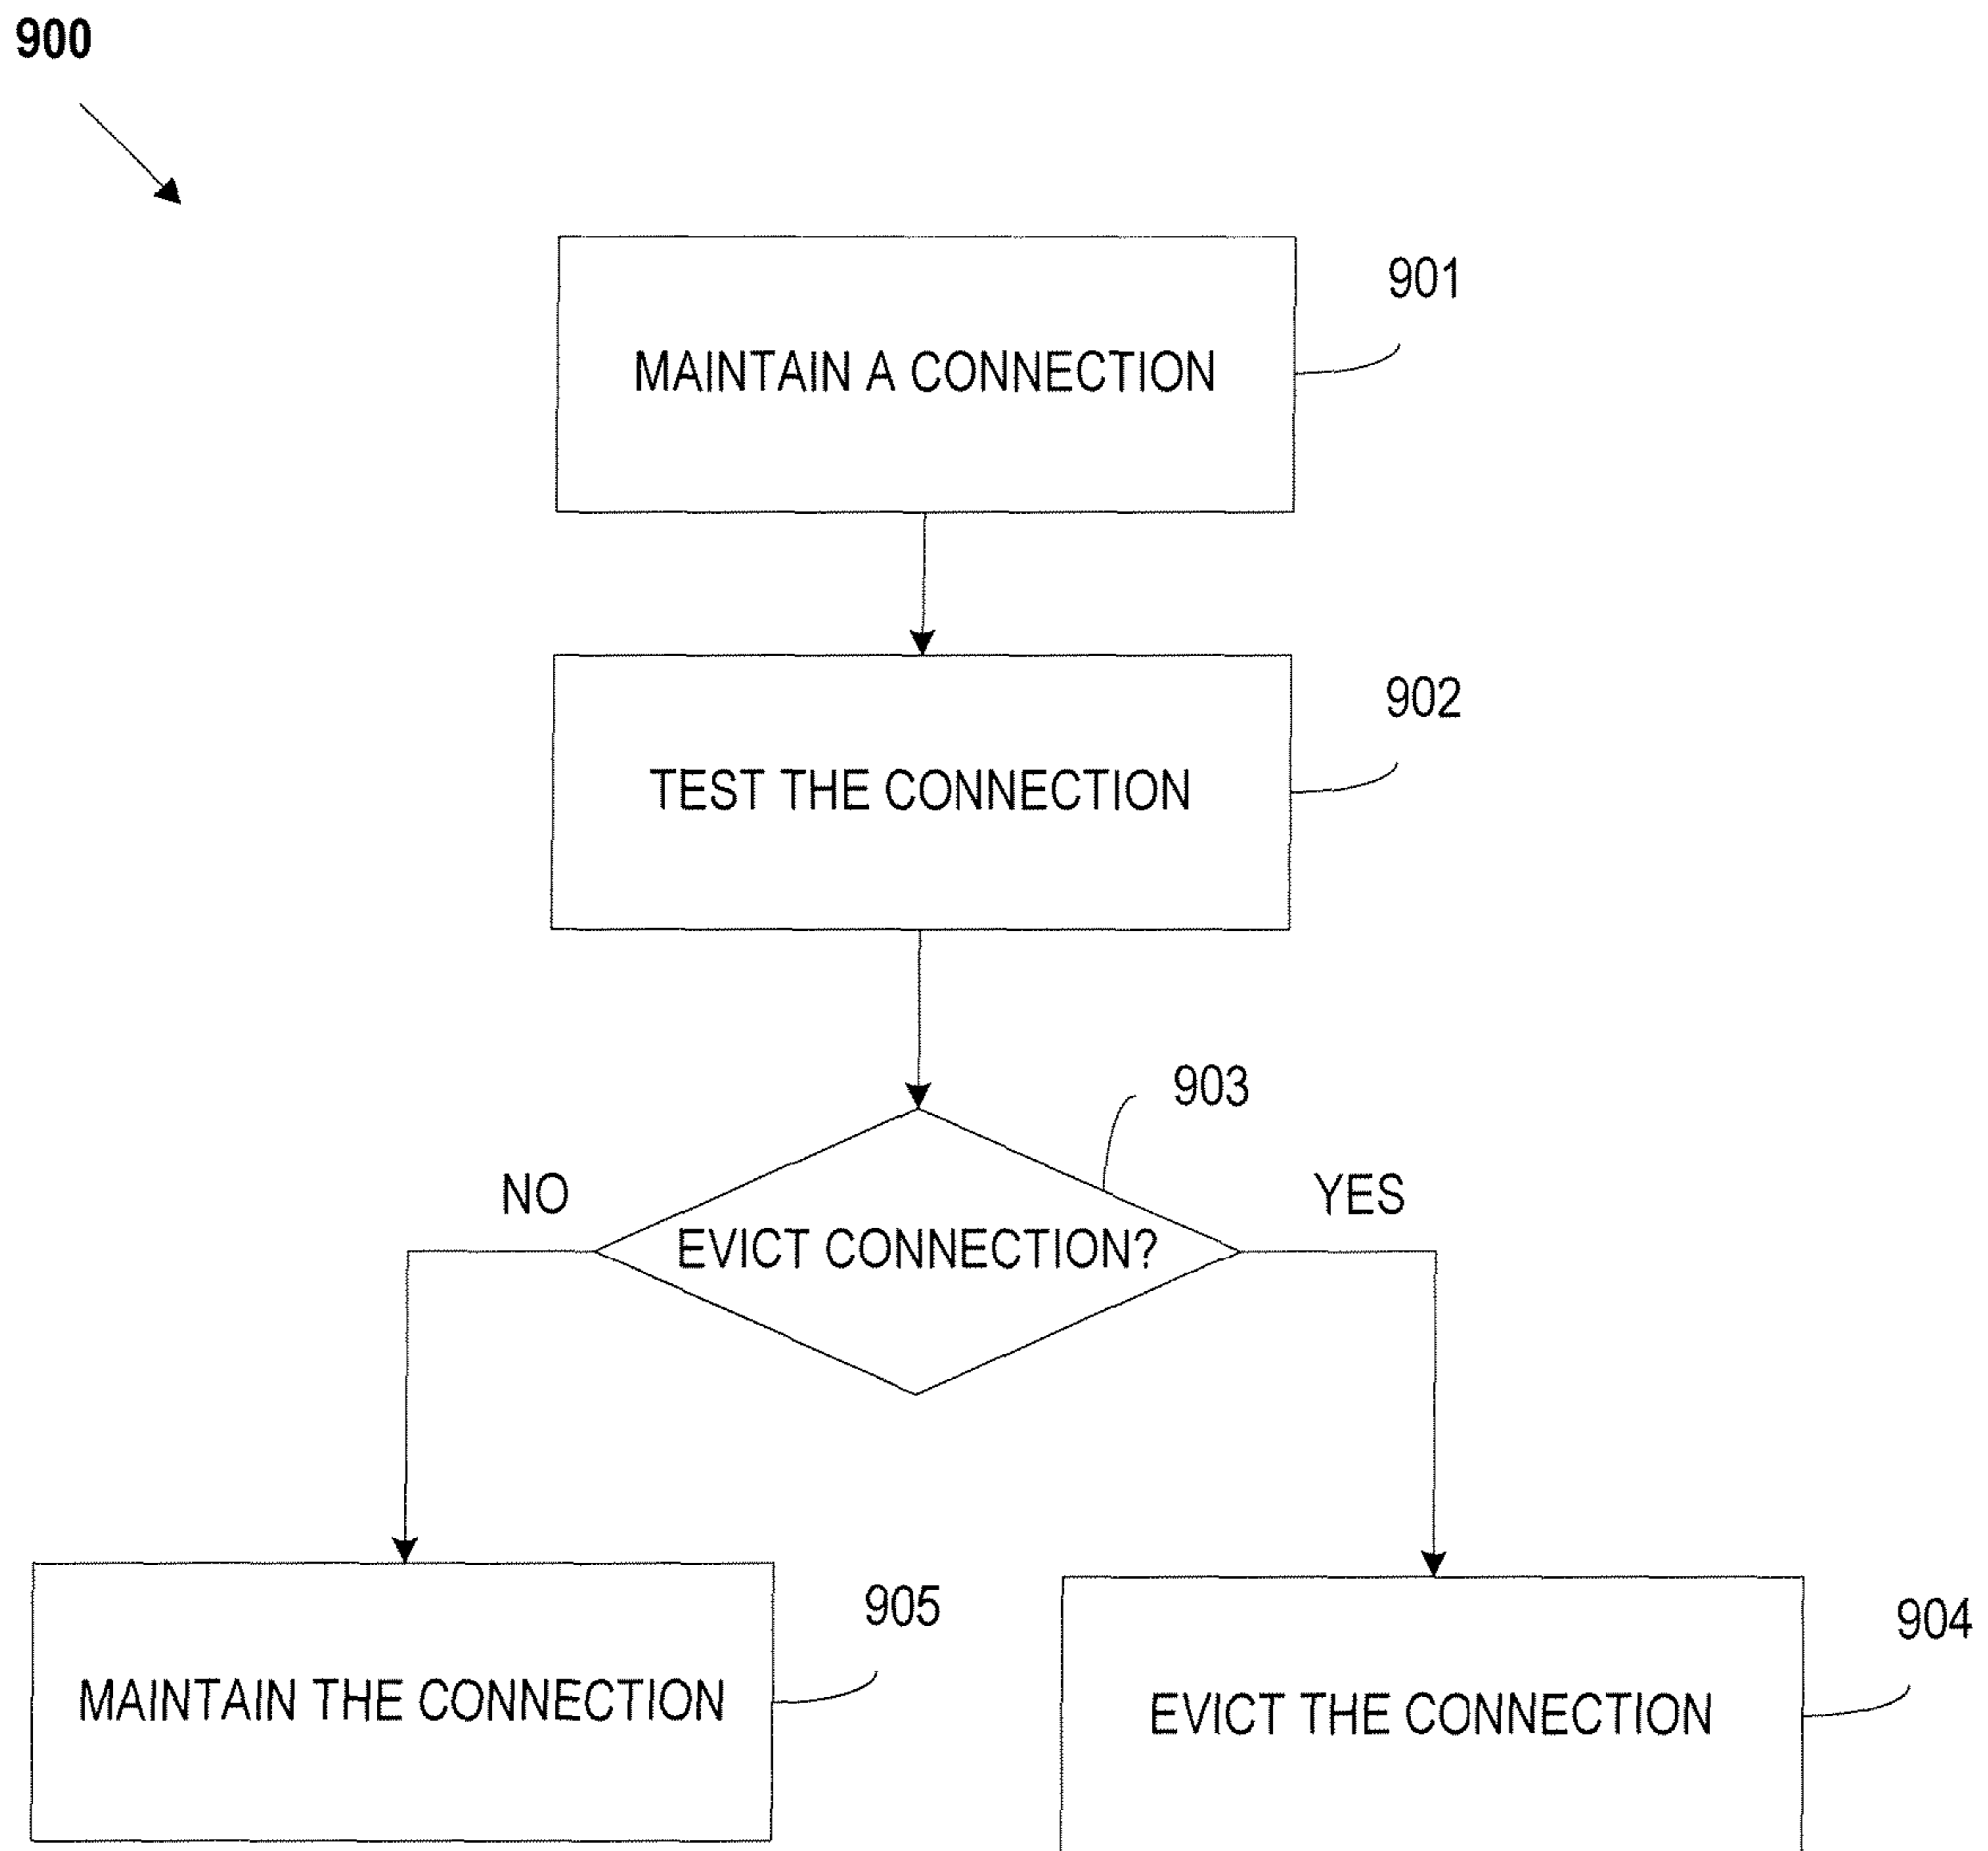 900
MAINTAIN A CONNECTION
901
TEST THE CONNECTION
902
903
NO
YES
EVICT CONNECTION?
MAINTAIN THE CONNECTION
905
EVICT THE CONNECTION
904